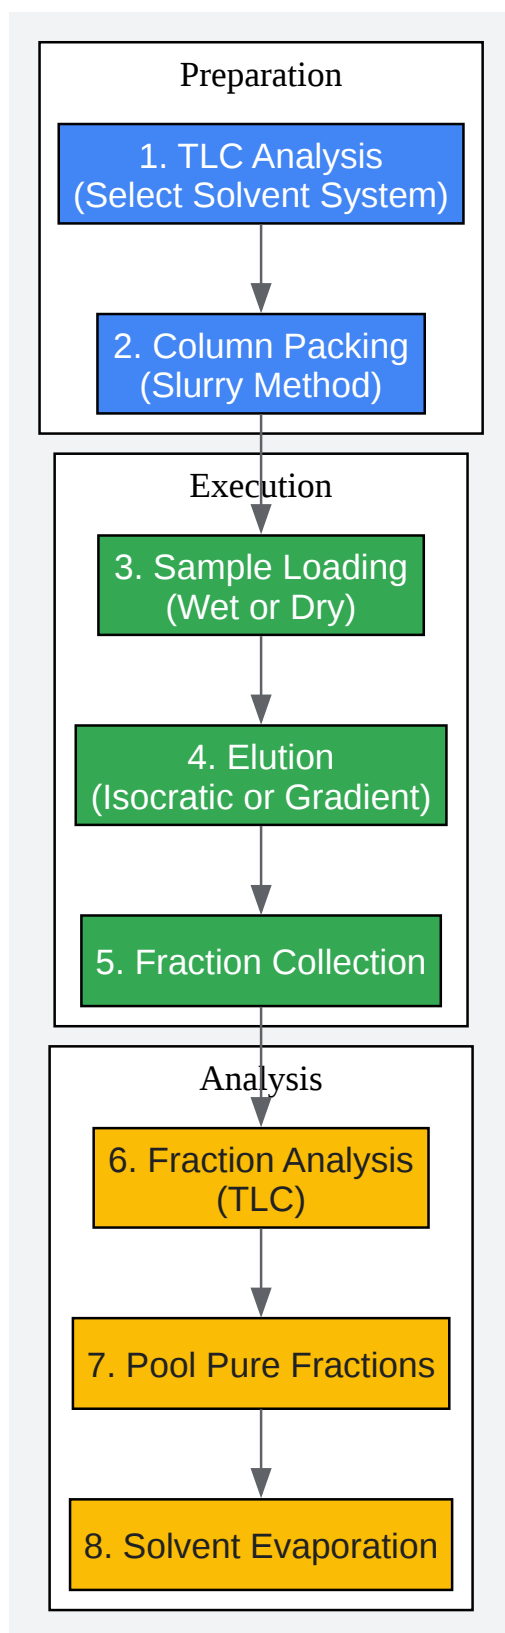 Preparation
1. TLC Analysis
(Select Solvent System)
2. Column Packing
(Slurry Method)
Execution
3. Sample Loading
(Wet or Dry)
4. Elution
(Isocratic or Gradient)
5. Fraction Collection
Analysis
6. Fraction Analysis
(TLC)
7. Pool Pure Fractions
8. Solvent Evaporation